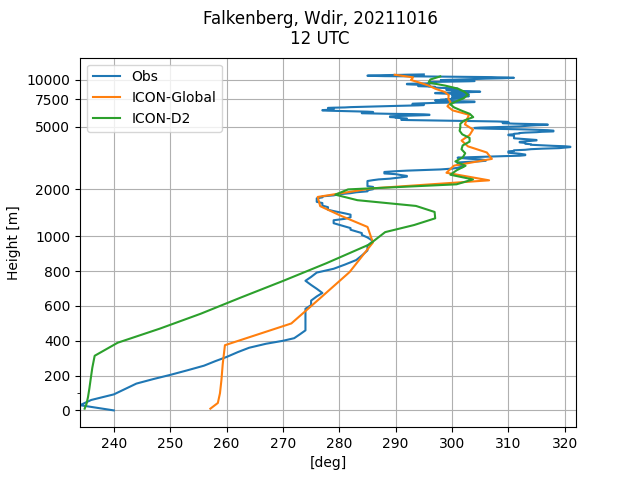 Falkenberg, Wdir, 20211016
12 UTC
Obs
ICON-Global
ICON-D2
Height [m]
10000
7500
5000
2000
1000
800
600
400
200
0
240 250 260 270 280 290 300 310 320
[deg]